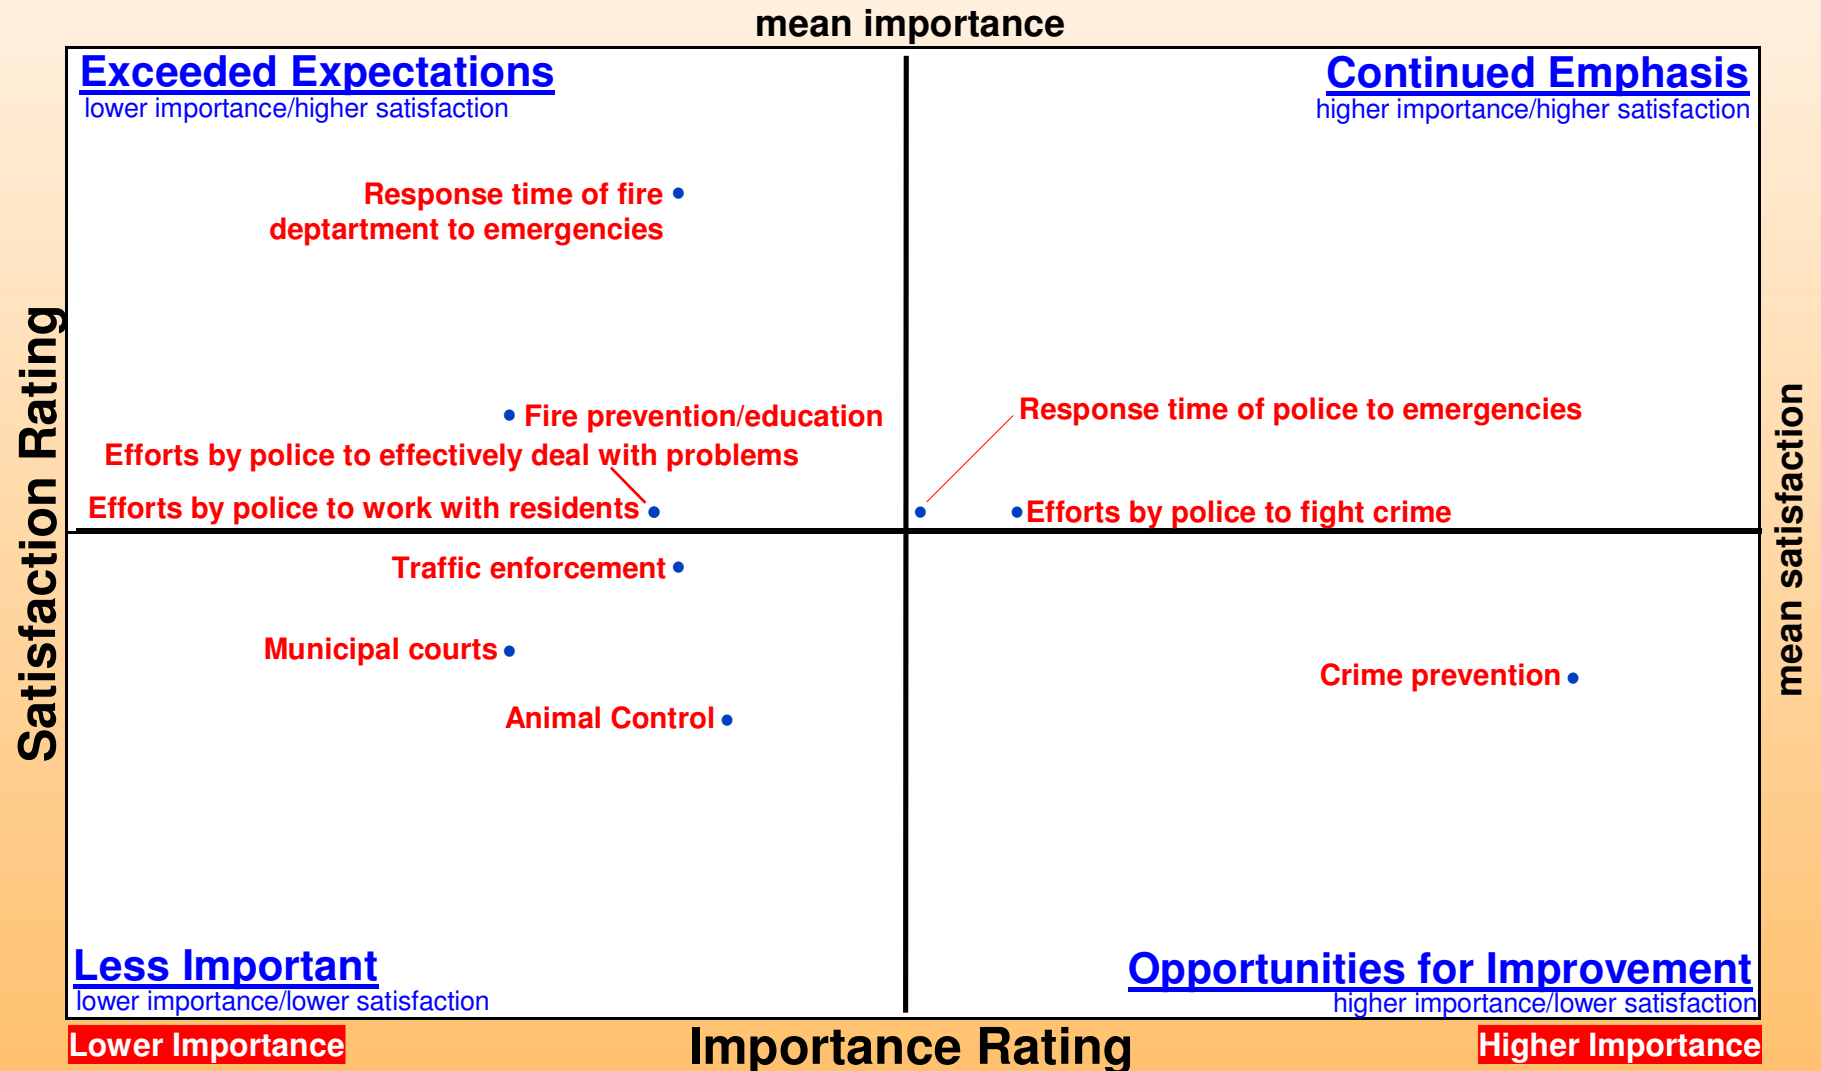 mean importance
Exceeded Expectations
lower importance/higher satisfaction
Continued Emphasis
higher importance/higher satisfaction
Response time of fire
deptartment to emergencies
Satisfaction Rating
mean satisfaction
Fire prevention/education
Response time of police to emergencies
Efforts by police to effectively deal with problems
Efforts by police to work with residents
Efforts by police to fight crime
Traffic enforcement
Municipal courts
Crime prevention
Animal Control
Less Important
lower importance/lower satisfaction
Opportunities for Improvement
higher importance/lower satisfaction
Lower Importance
Importance Rating
Higher Importance